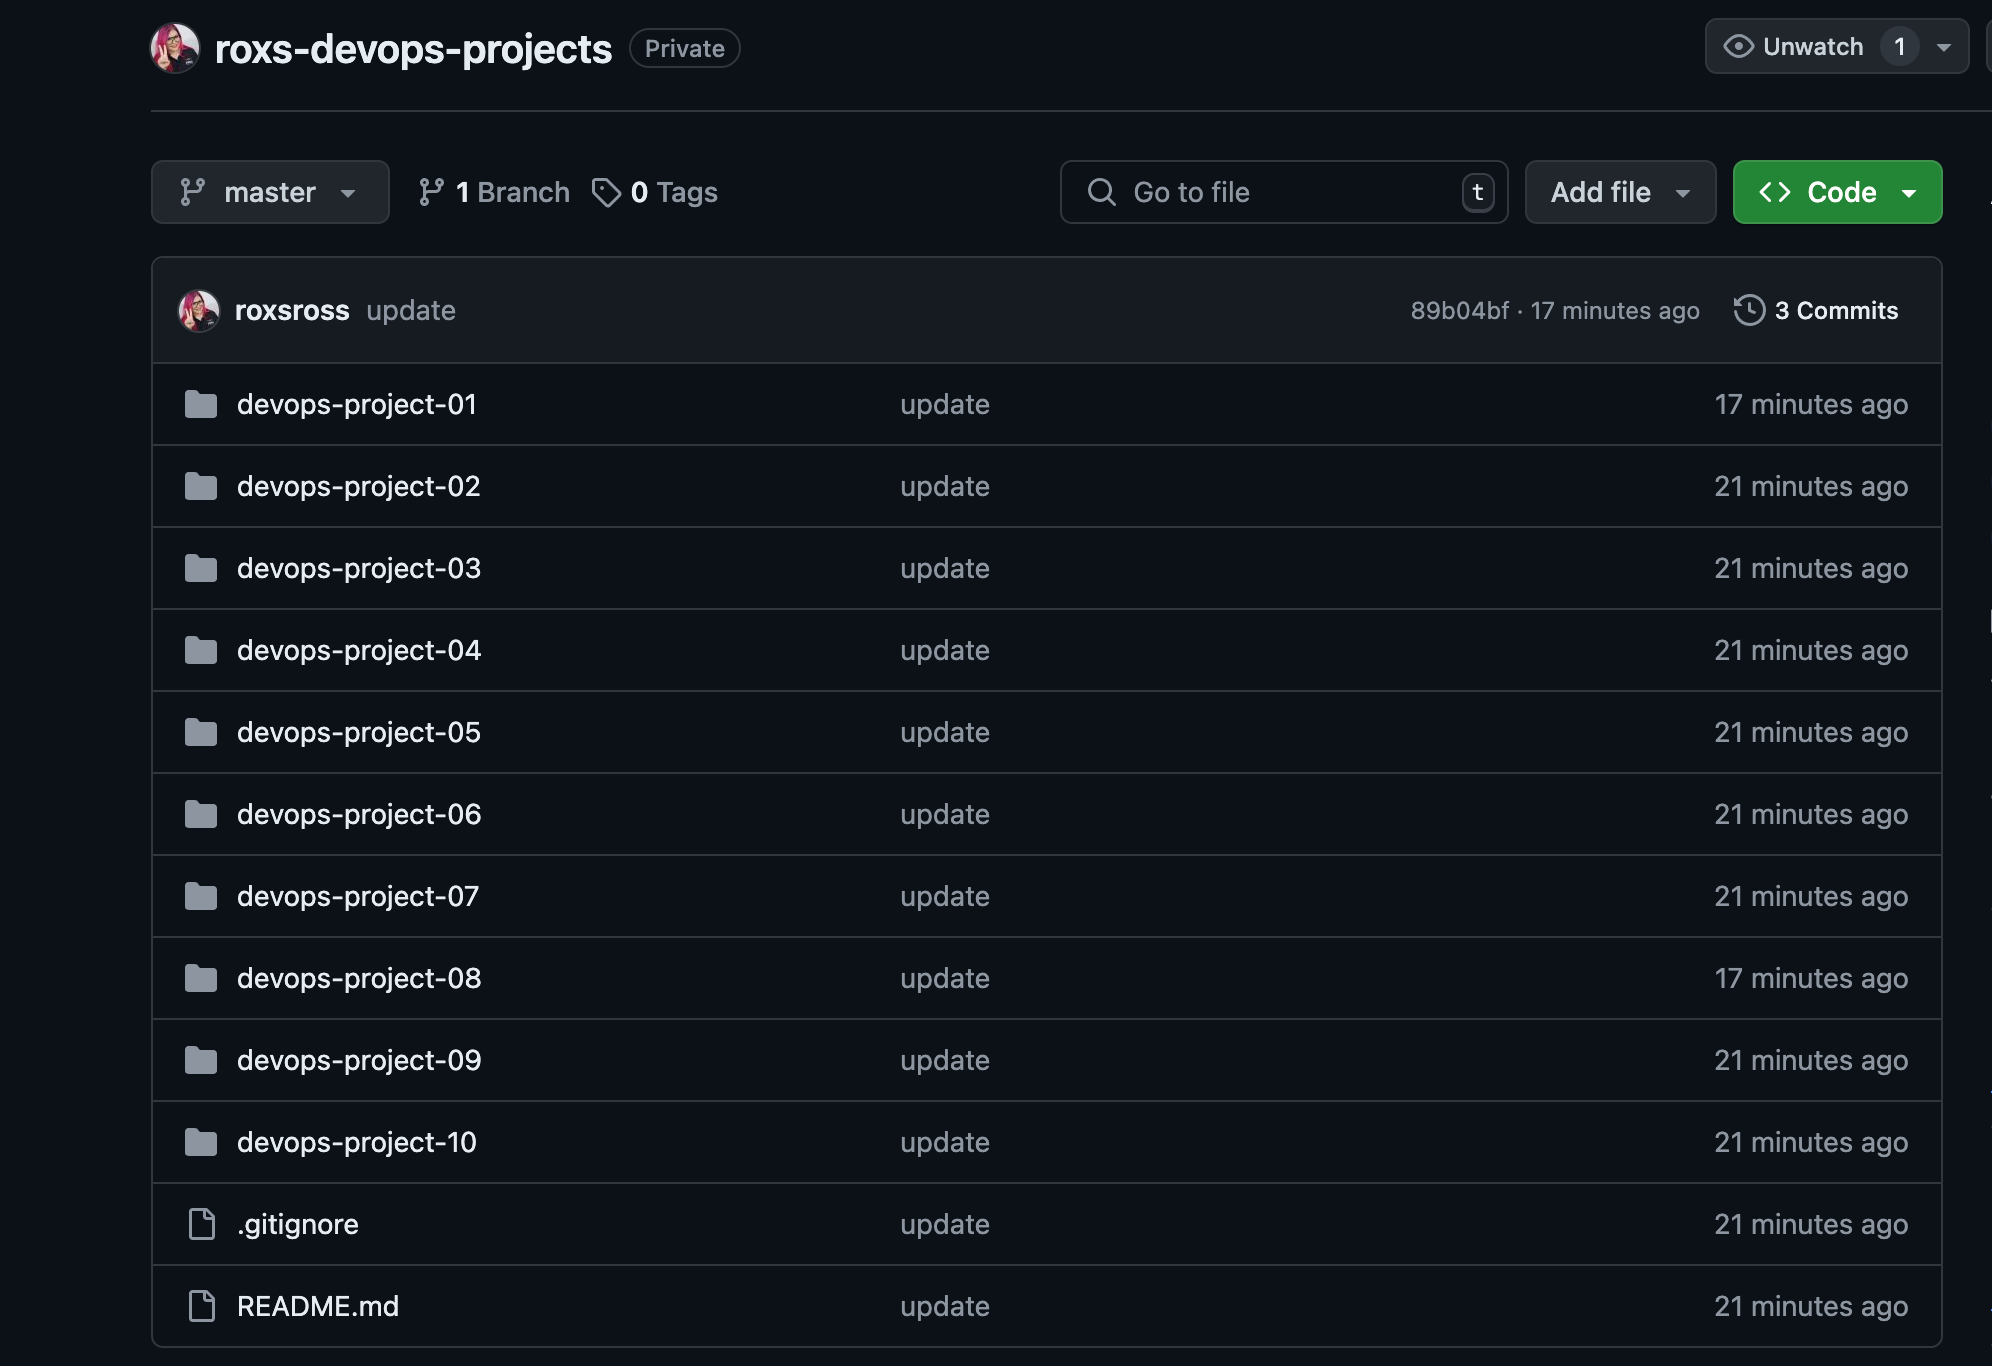 roxs-devops-projects Private Unwatch 1
master 1 Branch 0 Tags Go to file t Add file Code
roxsross update 89b04bf · 17 minutes ago 3 Commits
devops-project-01 update 17 minutes ago
devops-project-02 update 21 minutes ago
devops-project-03 update 21 minutes ago
devops-project-04 update 21 minutes ago
devops-project-05 update 21 minutes ago
devops-project-06 update 21 minutes ago
devops-project-07 update 21 minutes ago
devops-project-08 update 17 minutes ago
devops-project-09 update 21 minutes ago
devops-project-10 update 21 minutes ago
.gitignore update 21 minutes ago
README.md update 21 minutes ago